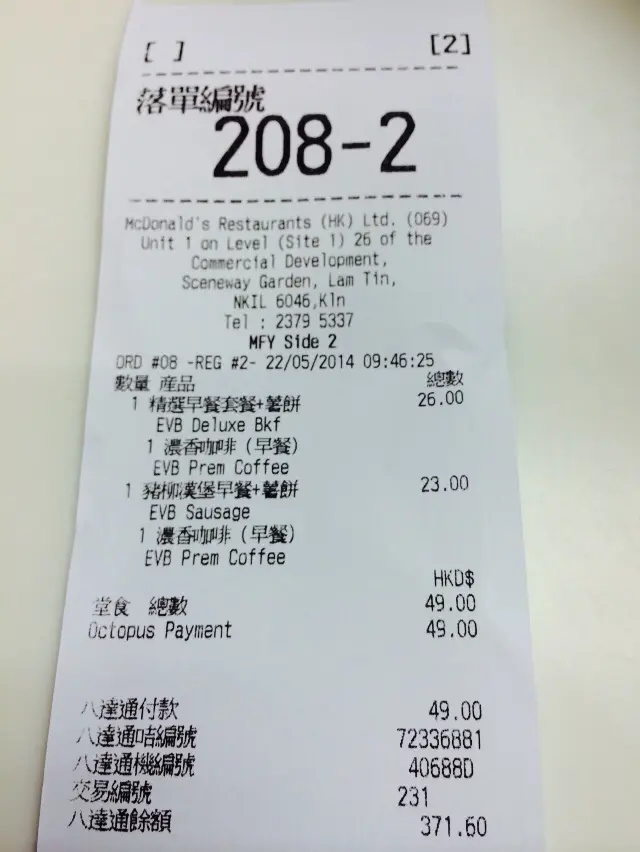 [ ] [2]
落單編號
208-2
McDonald's Restaurants (HK) Ltd. (069)
Unit 1 on Level (Site 1) 26 of the
Commercial Development,
Sceneway Garden, Lam Tin,
NKIL 6046,Kln
Tel : 2379 5337
MFY Side 2
ORD #08 -REG #2- 22/05/2014 09:46:25
數量 產品 總數
1 精選早餐套餐+薯餅 26.00
EVB Deluxe Bkf
1 濃香咖啡 (早餐)
EVB Prem Coffee
1 豬柳漢堡早餐+薯餅 23.00
EVB Sausage
1 濃香咖啡 (早餐)
EVB Prem Coffee
HKD$
堂食 總數 49.00
Octopus Payment 49.00
八達通付款 49.00
八達通咭編號 72336881
八達通機編號 40688D
交易編號 231
八達通餘額 371.60